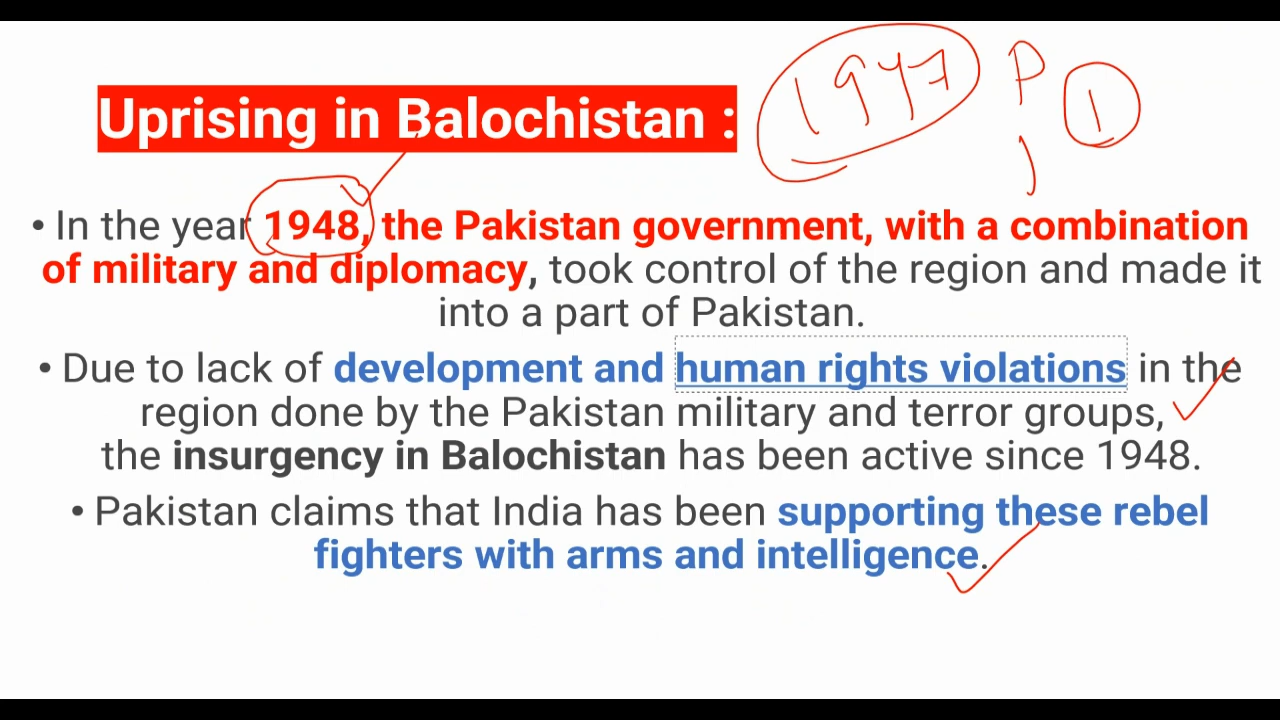 Uprising in Balochistan :
1947 P 1
• In the year 1948, the Pakistan government, with a combination
of military and diplomacy, took control of the region and made it
into a part of Pakistan.
• Due to lack of development and human rights violations in the
region done by the Pakistan military and terror groups,
the insurgency in Balochistan has been active since 1948.
• Pakistan claims that India has been supporting these rebel
fighters with arms and intelligence.